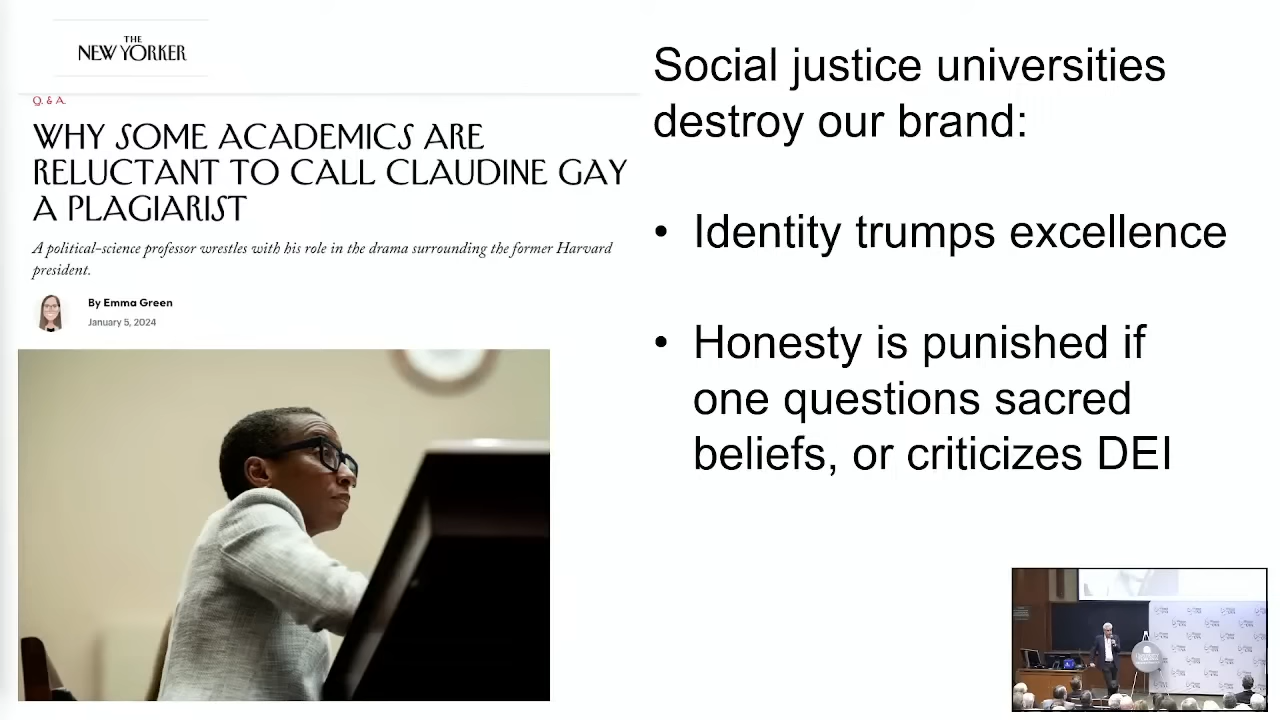 THE
NEW YORKER
Q. & A.
WHY SOME ACADEMICS ARE
RELUCTANT TO CALL CLAUDINE GAY
A PLAGIARIST
A political-science professor wrestles with his role in the drama surrounding the former Harvard
president.
By Emma Green
January 5, 2024
Social justice universities
destroy our brand:
• Identity trumps excellence
• Honesty is punished if
one questions sacred
beliefs, or criticizes DEI